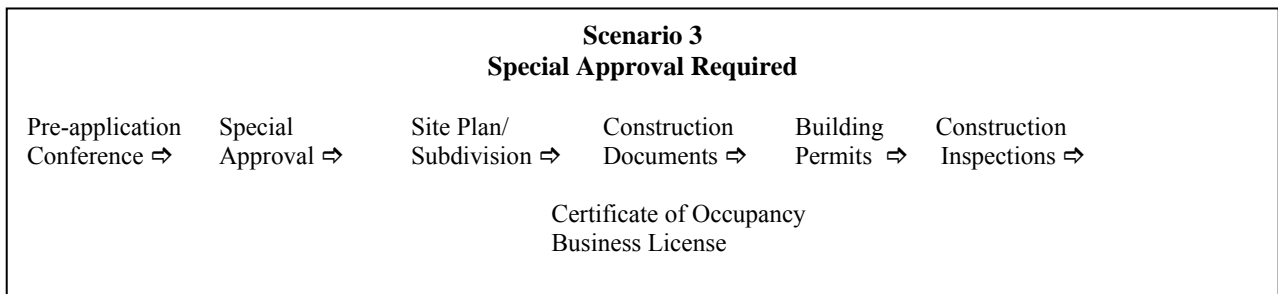 Scenario 3
Special Approval Required
Pre-application Special Site Plan/ Construction Building Construction
Conference ⇨ Approval ⇨ Subdivision ⇨ Documents ⇨ Permits ⇨ Inspections ⇨
Certificate of Occupancy
Business License